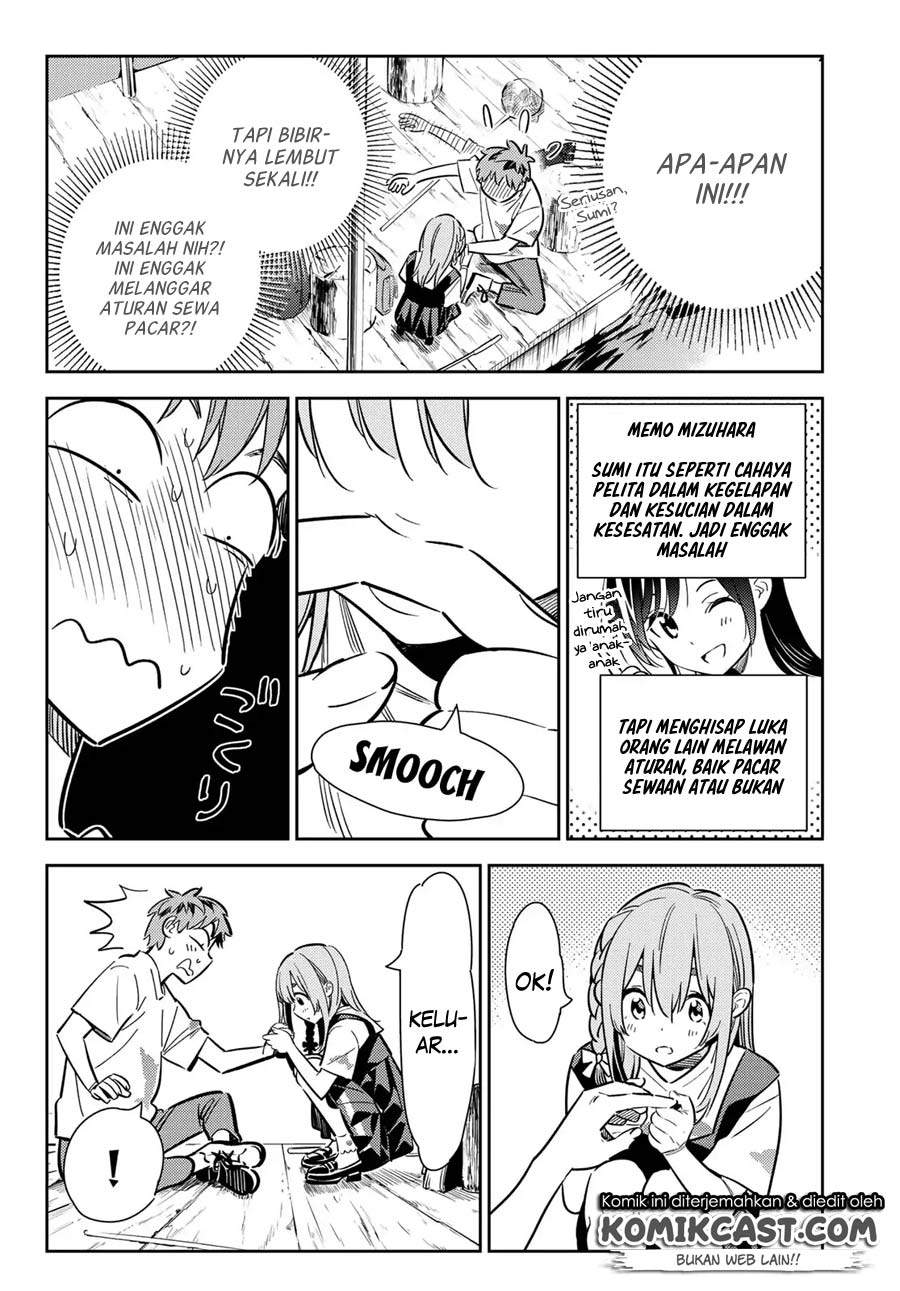 APA-APAN
INI!!!
Seriusan,
Sumi?
TAPI BIBIR-
NYA LEMBUT
SEKALI!!
INI ENGGAK
MASALAH NIH?!
INI ENGGAK
MELANGGAR
ATURAN SEWA
PACAR?!
MEMO MIZUHARA
SUMI ITU SEPERTI CAHAYA
PELITA DALAM KEGELAPAN
DAN KESUCIAN DALAM
KESESATAN. JADI ENGGAK
MASALAH
Jangan
tiru
dirumah
ya anak-
anak
TAPI MENGHISAP LUKA
ORANG LAIN MELAWAN
ATURAN, BAIK PACAR
SEWAAN ATAU BUKAN
SMOOCH
OK!
KELU-
AR...
!
Komik ini diterjemahkan & diedit oleh
KOMIKCAST.COM
BUKAN WEB LAIN!!